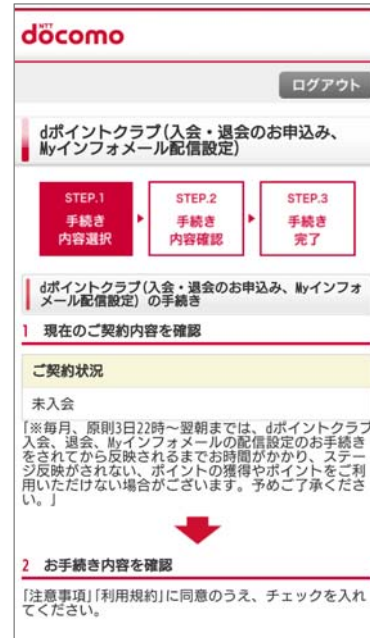 NTT
döcomo
ログアウト
dポイントクラブ(入会・退会のお申込み、
Myインフォメール配信設定)
STEP.1
手続き
内容選択
STEP.2
手続き
内容確認
STEP.3
手続き
完了
dポイントクラブ(入会・退会のお申込み、Myインフォ
メール配信設定) の手続き
1 現在のご契約内容を確認
ご契約状況
未入会
「※毎月、原則3日22時～翌朝までは、dポイントクラブ
入会、退会、Myインフォメールの配信設定のお手続き
をされてから反映されるまでお時間がかかり、ステー
ジ反映がされない、ポイントの獲得やポイントをご利
用いただけない場合がございます。予めご了承くださ
い。」
2 お手続き内容を確認
「注意事項」「利用規約」に同意のうえ、チェックを入れ
てください。